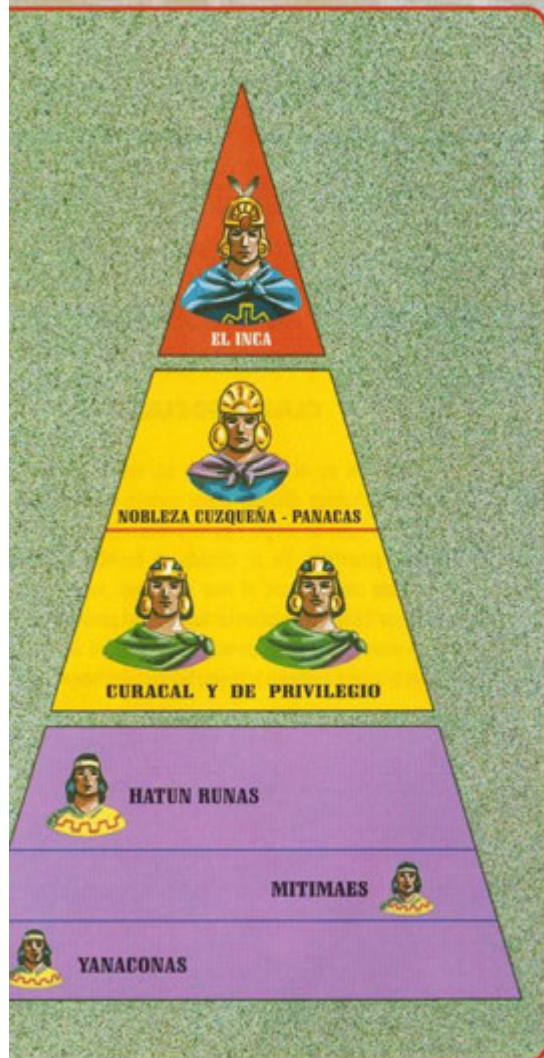 EL INCA
NOBLEZA CUZQUEÑA - PANACAS
CURACAL Y DE PRIVILEGIO
HATUN RUNAS
MITIMAES
YANACONAS